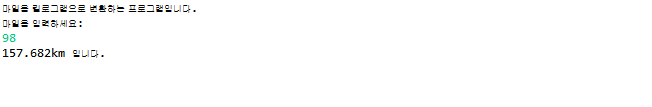 마일을 킬로그램으로 변환하는 프로그램입니다.
마일을 입력하세요:
98
157.682km 입니다.